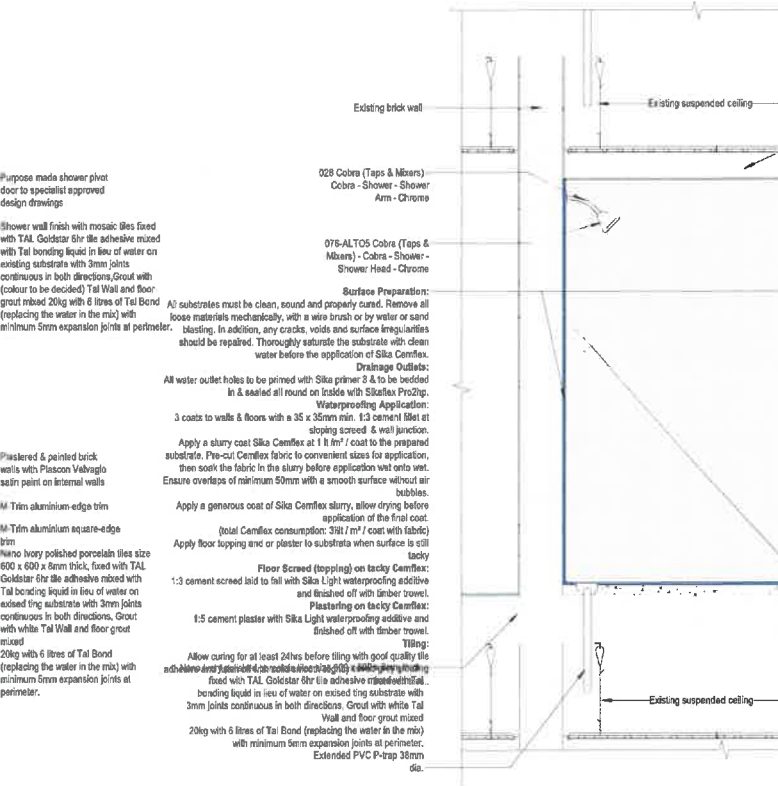 Existing brick wall
Existing suspended ceiling
Purpose made shower pivot
door to specialist approved
design drawings
Shower wall finish with mosaic tiles fixed
with TAL Goldstar 6hr tile adhesive mixed
with Tal bonding liquid in lieu of water on
existing substrate with 3mm joints
continuous in both directions,Grout with
(colour to be decided) Tal Wall and floor
grout mixed 20kg with 6 litres of Tal Bond
(replacing the water in the mix) with
minimum 5mm expansion joints at perimeter.
Plastered & painted brick
walls with Plascon Velvaglo
satin paint on internal walls
M-Trim aluminium edge trim
M-Trim aluminium square-edge
trim
Nano Ivory polished porcelain tiles size
600 x 600 x 8mm thick, fixed with TAL
Goldstar 6hr tile adhesive mixed with
Tal bonding liquid in lieu of water on
exised ting substrate with 3mm joints
continuous in both directions, Grout
with white Tal Wall and floor grout
mixed
20kg with 6 litres of Tal Bond
(replacing the water in the mix) with
minimum 5mm expansion joints at
perimeter.
028 Cobra (Taps & Mixers)
Cobra - Shower - Shower
Arm - Chrome
076-ALTO5 Cobra (Taps &
Mixers) - Cobra - Shower -
Shower Head - Chrome
Surface Preparation:
All substrates must be clean, sound and properly cured. Remove all
loose materials mechanically, with a wire brush or by water or sand
blasting. In addition, any cracks, voids and surface irregularities
should be repaired. Thoroughly saturate the substrate with clean
water before the application of Sika Cemflex.
Drainage Outlets:
All water outlet holes to be primed with Sika primer 3 & to be bedded
in & sealed all round on inside with Sikaflex Pro2hp.
Waterproofing Application:
3 coats to walls & floors with a 35 x 35mm min. 1:3 cement fillet at
sloping screed & wall junction.
Apply a slurry coat Sika Cemflex at 1 lt /m² / coat to the prepared
substrate. Pre-cut Cemflex fabric to convenient sizes for application,
then soak the fabric in the slurry before application wet onto wet.
Ensure overlaps of minimum 50mm with a smooth surface without air
bubbles.
Apply a generous coat of Sika Cemflex slurry, allow drying before
application of the final coat.
(total Cemflex consumption: 3lit / m² / coat with fabric)
Apply floor topping and or plaster to substrate when surface is still
tacky
Floor Screed (topping) on tacky Cemflex:
1:3 cement screed laid to fall with Sika Light waterproofing additive
and finished off with timber trowel.
Plastering on tacky Cemflex:
1:5 cement plaster with Sika Light waterproofing additive and
finished off with timber trowel.
Tiling:
Allow curing for at least 24hrs before tiling with good quality tile
fixed with TAL Goldstar 6hr tile adhesive mixed with Tal
bonding liquid in lieu of water on exised ting substrate with
3mm joints continuous in both directions, Grout with white Tal
Wall and floor grout mixed
20kg with 6 litres of Tal Bond (replacing the water in the mix)
with minimum 5mm expansion joints at perimeter.
Extended PVC P-trap 38mm
dia.
Existing suspended ceiling